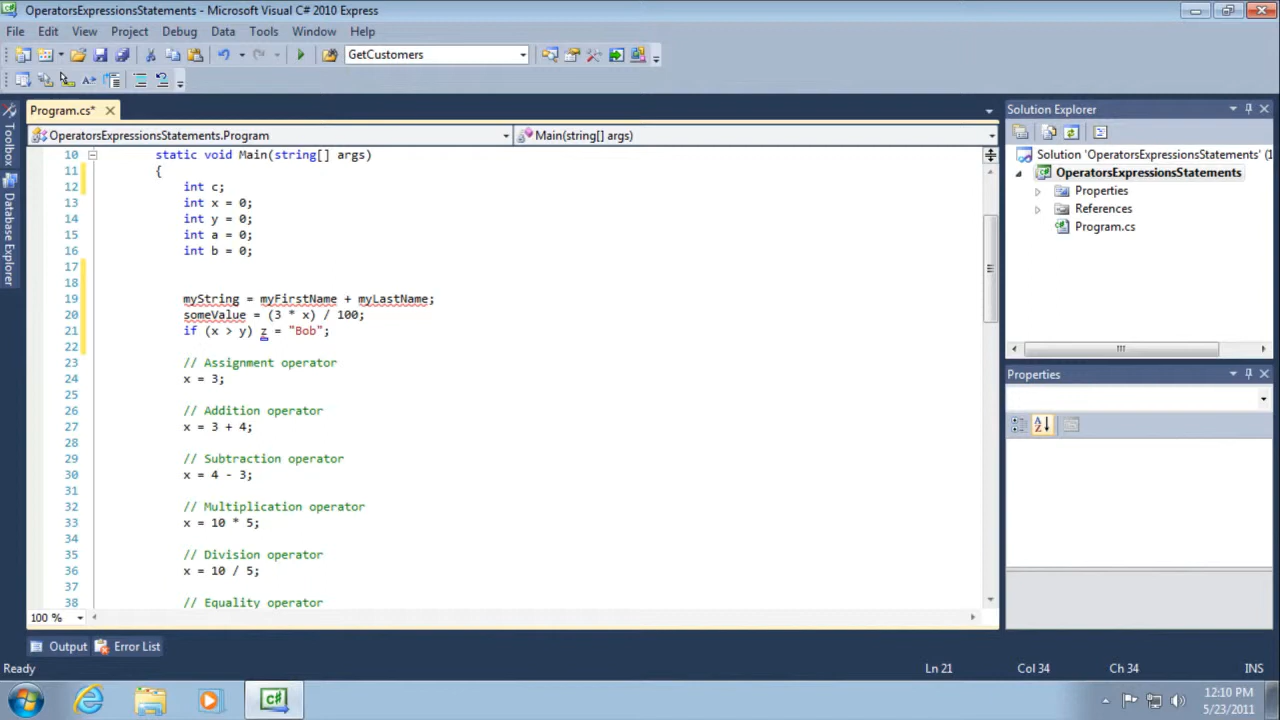 OperatorsExpressionsStatements - Microsoft Visual C# 2010 Express
File Edit View Project Debug Data Tools Window Help
GetCustomers
Program.cs*
OperatorsExpressionsStatements.Program
Main(string[] args)
10 static void Main(string[] args)
11 {
12 int c;
13 int x = 0;
14 int y = 0;
15 int a = 0;
16 int b = 0;
17
18
19 myString = myFirstName + myLastName;
20 someValue = (3 * x) / 100;
21 if (x > y) z = "Bob";
22
23 // Assignment operator
24 x = 3;
25
26 // Addition operator
27 x = 3 + 4;
28
29 // Subtraction operator
30 x = 4 - 3;
31
32 // Multiplication operator
33 x = 10 * 5;
34
35 // Division operator
36 x = 10 / 5;
37
38 // Equality operator
100 %
Toolbox
Database Explorer
Solution Explorer
Solution 'OperatorsExpressionsStatements' (1
OperatorsExpressionsStatements
Properties
References
Program.cs
Properties
Output Error List
Ready Ln 21 Col 34 Ch 34 INS
C#
12:10 PM
5/23/2011